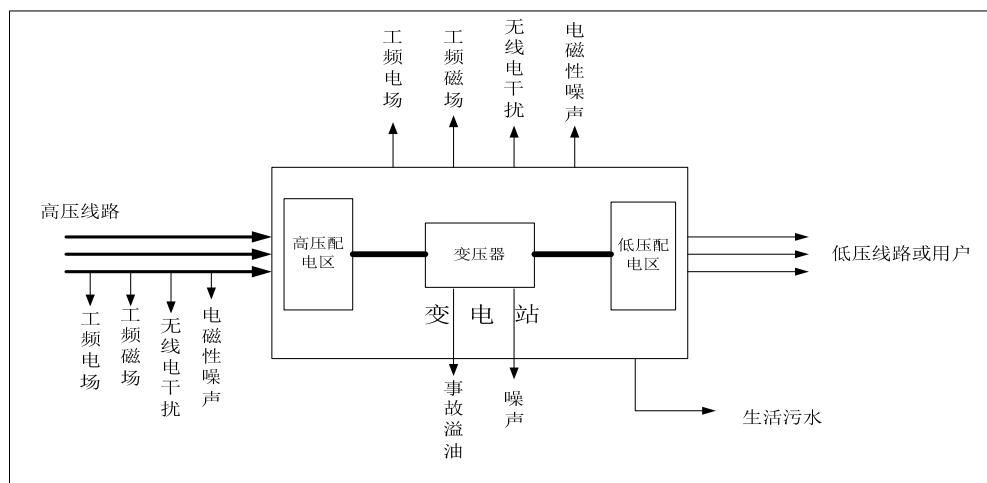 工频电场
工频磁场
无线电干扰
电磁性噪声
高压线路
高压配
电区
变压器
低压配
电区
低压线路或用户
变电站
工频电场
工频磁场
无线电干扰
电磁性噪声
事故溢油
噪声
生活污水